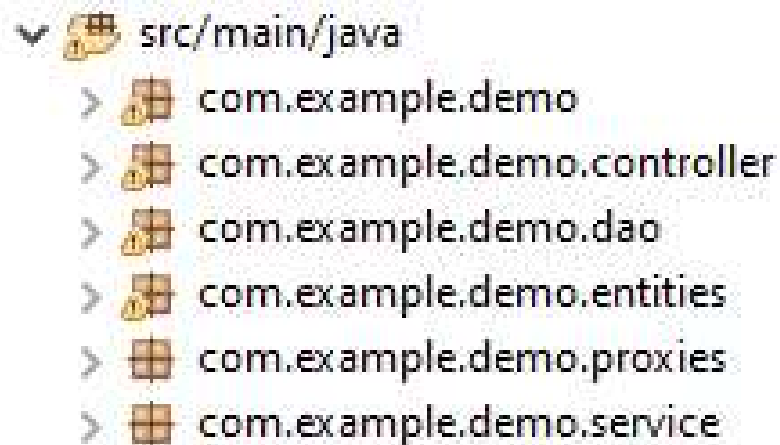 src/main/java
com.example.demo
com.example.demo.controller
com.example.demo.dao
com.example.demo.entities
com.example.demo.proxies
com.example.demo.service